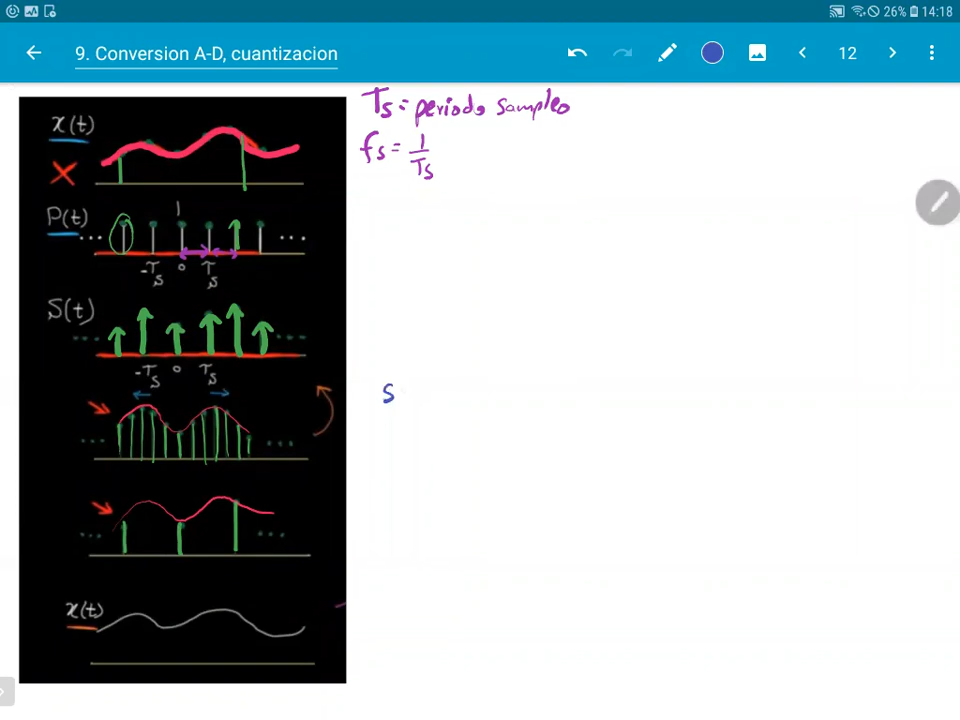 26% 14:18
9. Conversion A-D, cuantizacion
12
Ts = periodo sampleo
fs = 1/Ts
x(t)
P(t)
1
... ...
-Ts 0 Ts
S(t)
... ...
-Ts 0 Ts
... ...
... ...
x(t)
S